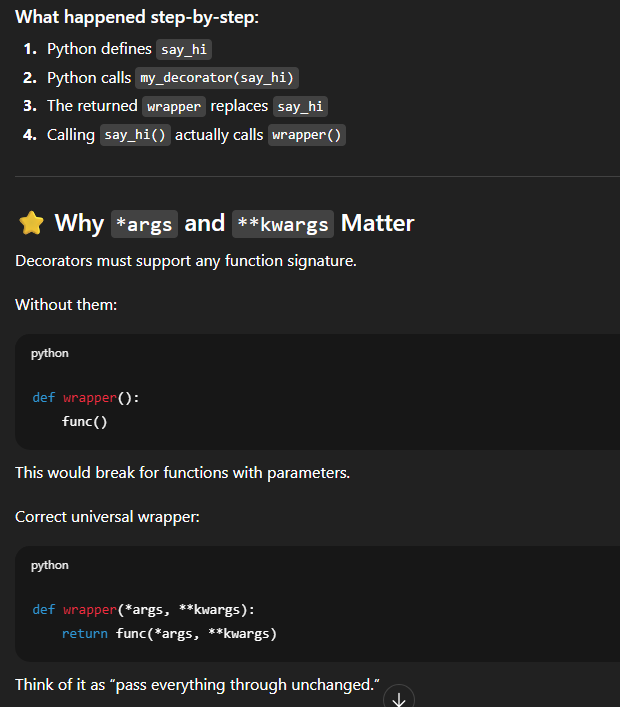 What happened step-by-step:
1. Python defines say_hi
2. Python calls my_decorator(say_hi)
3. The returned wrapper replaces say_hi
4. Calling say_hi() actually calls wrapper()
⭐ Why *args and **kwargs Matter
Decorators must support any function signature.
Without them:
python
def wrapper():
    func()
This would break for functions with parameters.
Correct universal wrapper:
python
def wrapper(*args, **kwargs):
    return func(*args, **kwargs)
Think of it as “pass everything through unchanged.”